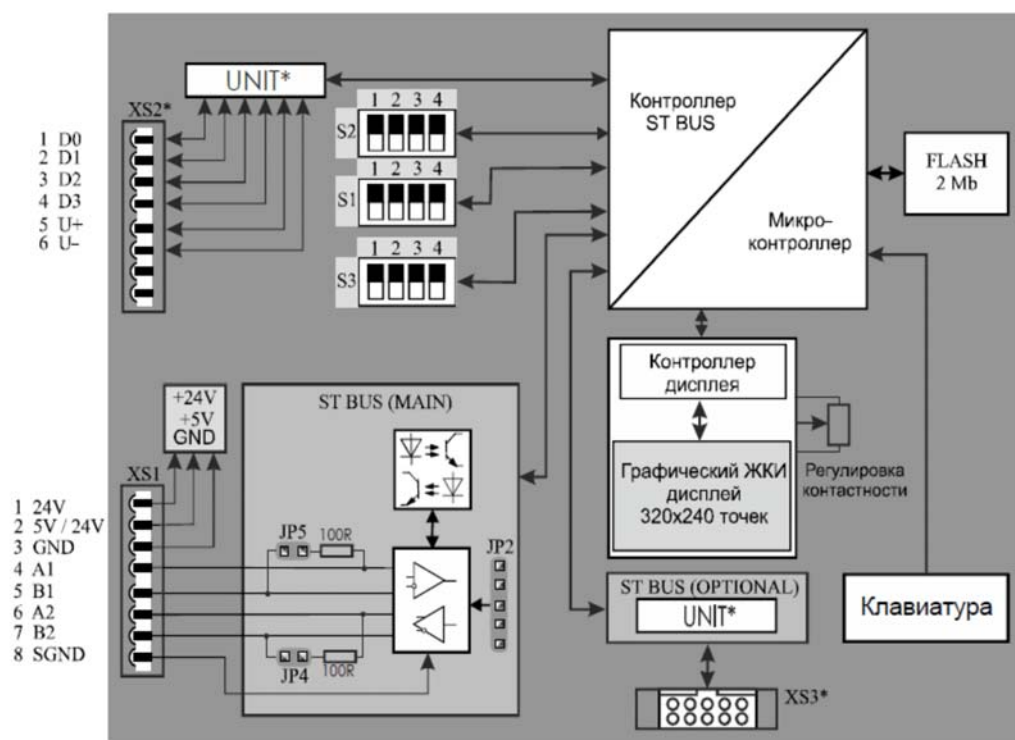 UNIT*
XS2*
1 D0
2 D1
3 D2
4 D3
5 U+
6 U-
1 2 3 4
S2
1 2 3 4
S1
1 2 3 4
S3
Контроллер
ST BUS
Микро-
контроллер
FLASH
2 Mb
Контроллер
дисплея
Графический ЖКИ
дисплей
320x240 точек
Регулировка
контастности
+24V
+5V
GND
XS1
1 24V
2 5V / 24V
3 GND
4 A1
5 B1
6 A2
7 B2
8 SGND
ST BUS (MAIN)
JP5
100R
JP2
JP4
100R
ST BUS (OPTIONAL)
UNIT*
XS3*
Клавиатура